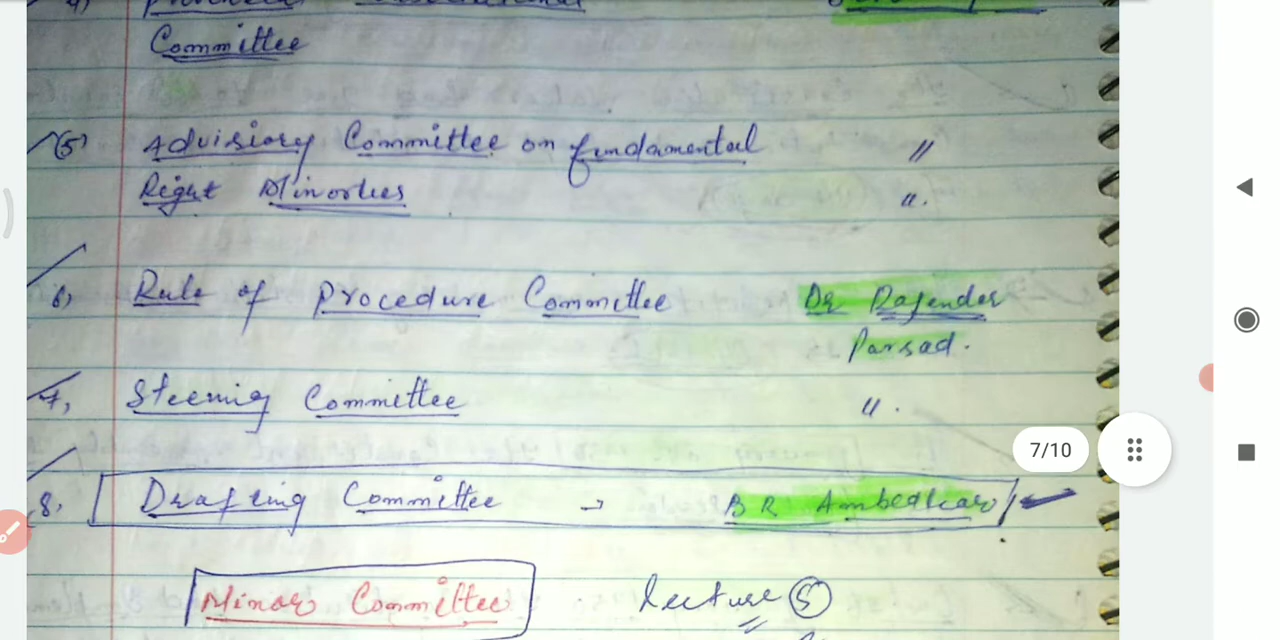 Committee
(5) Advisiory Committee on fundamental "
Right Minorties ".
6) Rule of Procedure Committee Dr Rajender
Parsad.
7, Steering Committee ".
8. Drafting Committee → B R Ambedkar
7/10
Minor Committee lecture (5)